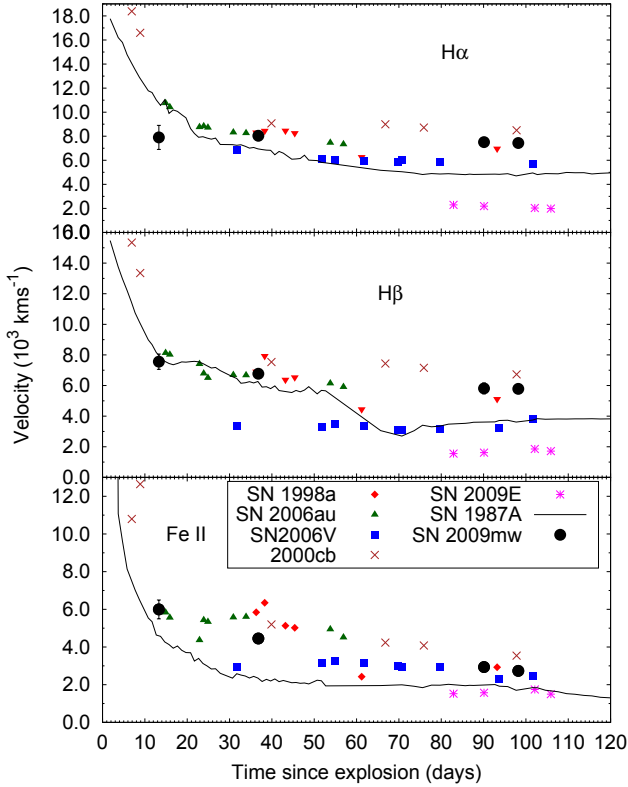 18.0
16.0
14.0
12.0
10.0
8.0
6.0
4.0
2.0
Hα
16.0
14.0
12.0
10.0
8.0
6.0
4.0
2.0
0.0
Hβ
Velocity (10³ kms⁻¹)
12.0
10.0
8.0
6.0
4.0
2.0
0.0
Fe II
SN 1998a
SN 2006au
SN2006V
2000cb
SN 2009E
SN 1987A
SN 2009mw
0 10 20 30 40 50 60 70 80 90 100 110 120
Time since explosion (days)